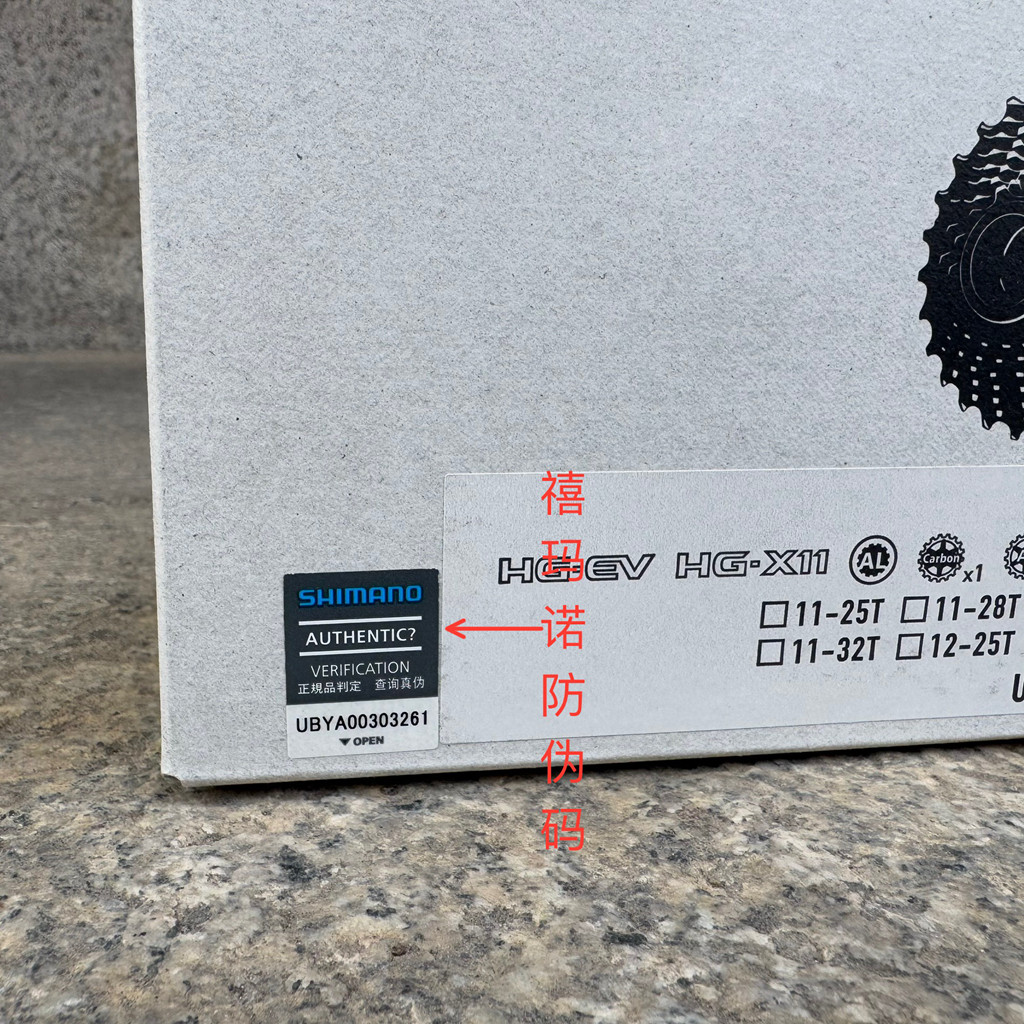 禧玛诺防伪码
HG-EV HG-X11 AL Carbon x1
11-25T 11-28T
11-32T 12-25T
U
SHIMANO
AUTHENTIC?
VERIFICATION
正規品判定 查询真伪
UBYA00303261
▼OPEN